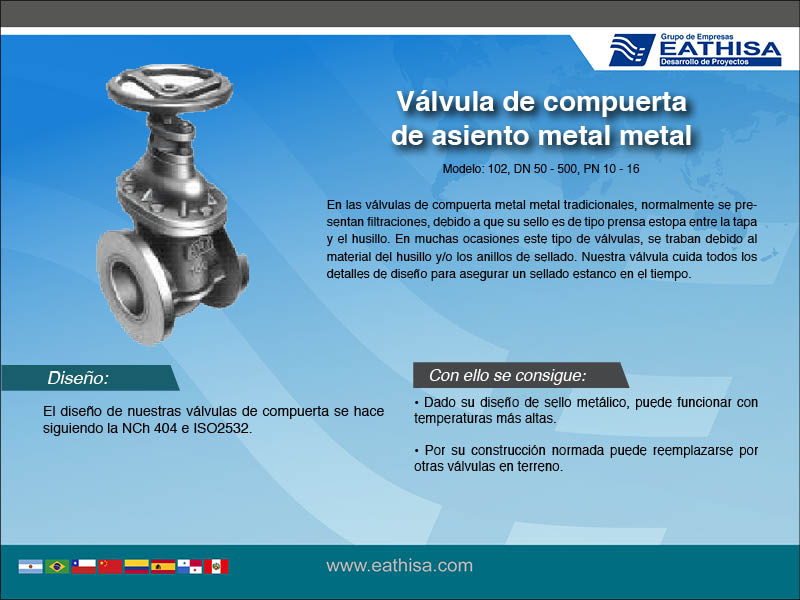 Grupo de Empresas
EATHISA
Desarrollo de Proyectos
Válvula de compuerta
de asiento metal metal
Modelo: 102, DN 50 - 500, PN 10 - 16
En las válvulas de compuerta metal metal tradicionales, normalmente se pre-
sentan filtraciones, debido a que su sello es de tipo prensa estopa entre la tapa
y el husillo. En muchas ocasiones este tipo de válvulas, se traban debido al
material del husillo y/o los anillos de sellado. Nuestra válvula cuida todos los
detalles de diseño para asegurar un sellado estanco en el tiempo.
Diseño:
El diseño de nuestras válvulas de compuerta se hace
siguiendo la NCh 404 e ISO2532.
Con ello se consigue:
• Dado su diseño de sello metálico, puede funcionar con
temperaturas más altas.
• Por su construcción normada puede reemplazarse por
otras válvulas en terreno.
www.eathisa.com